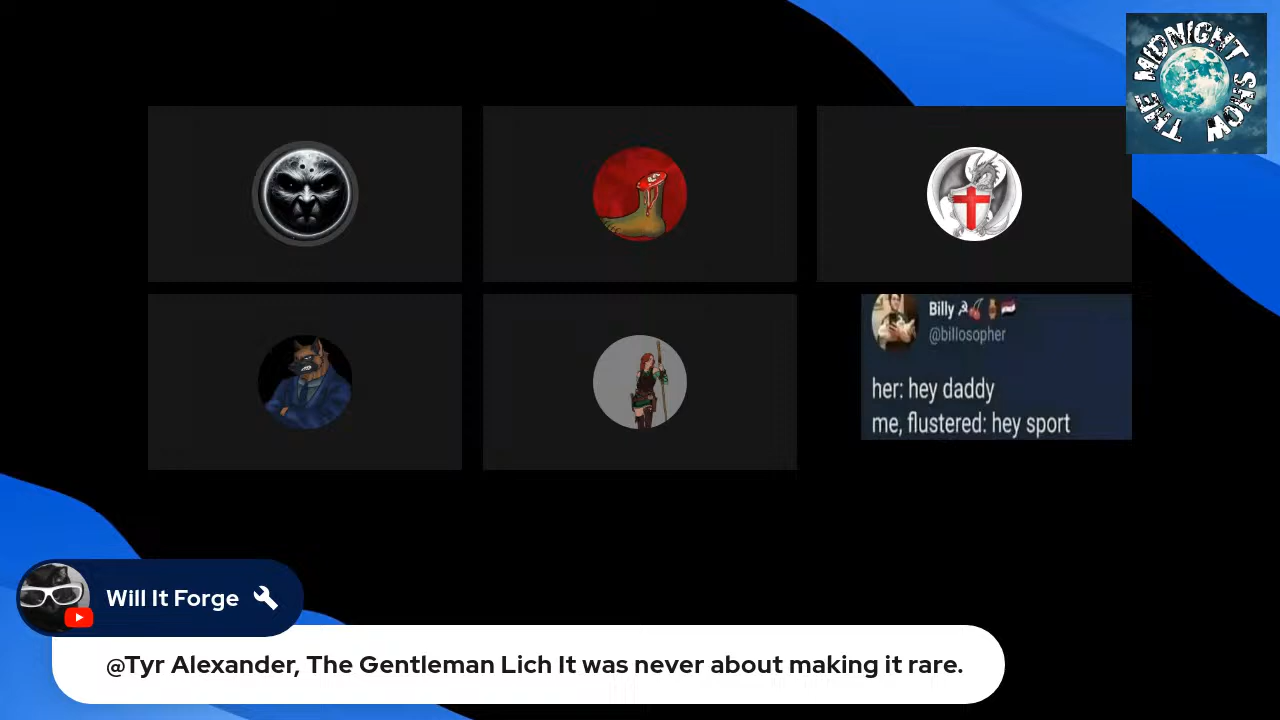 THE MIDNIGHT SHOW
Billy
@billosopher
her: hey daddy
me, flustered: hey sport
Will It Forge
@Tyr Alexander, The Gentleman Lich It was never about making it rare.